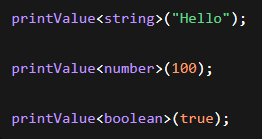 printValue<string>("Hello");
printValue<number>(100);
printValue<boolean>(true);